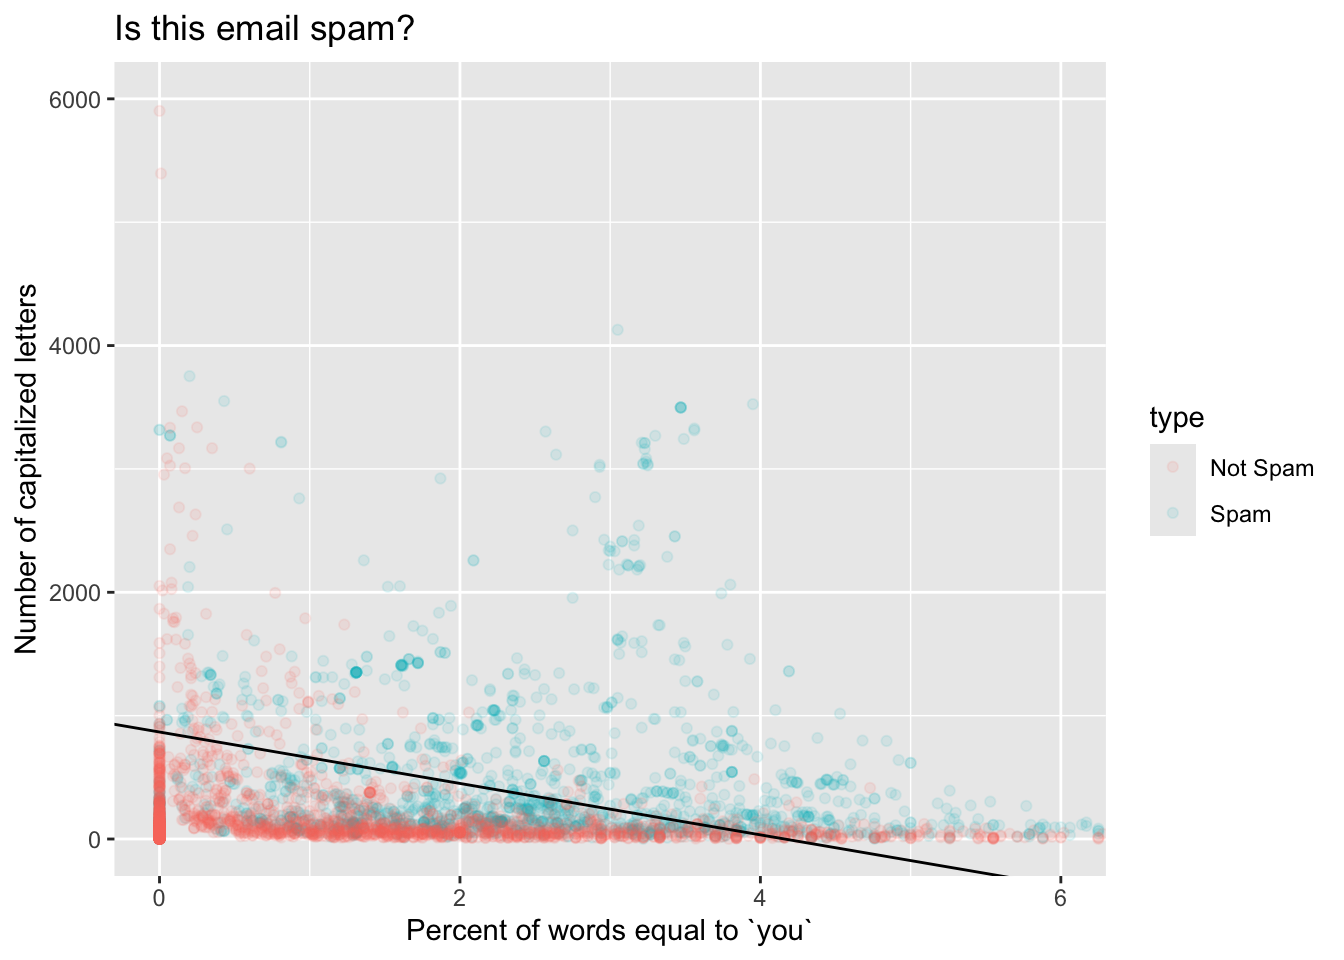 Is this email spam?
6000
4000
2000
0
Number of capitalized letters
0 2 4 6
Percent of words equal to `you`
type
Not Spam
Spam